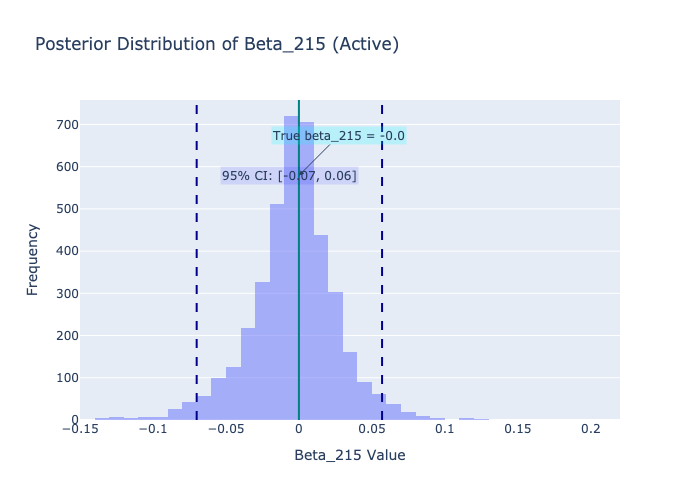 Posterior Distribution of Beta_215 (Active)
700
True beta_215 = -0.0
600
95% CI: [-0.07, 0.06]
500
400
Frequency
300
200
100
0
−0.15 −0.1 −0.05 0 0.05 0.1 0.15 0.2
Beta_215 Value